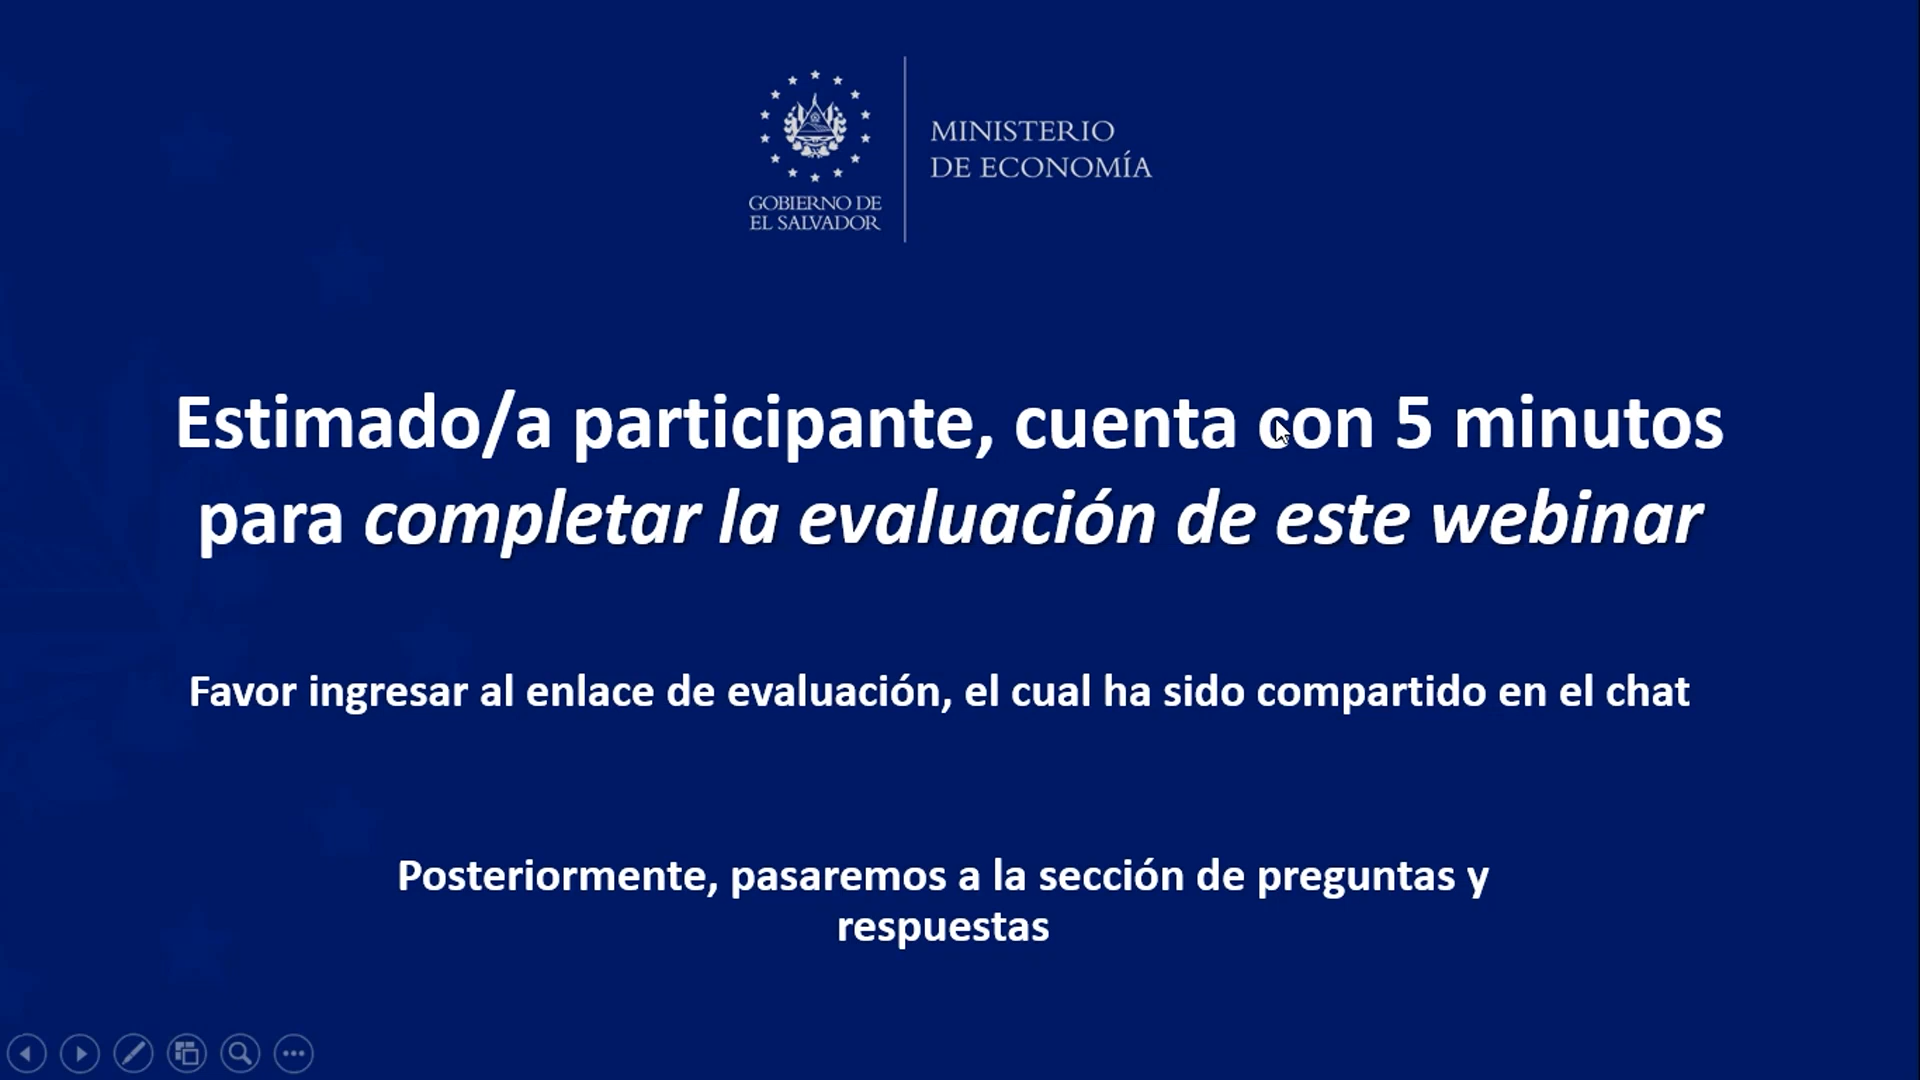 GOBIERNO DE
EL SALVADOR
MINISTERIO
DE ECONOMÍA
Estimado/a participante, cuenta con 5 minutos
para completar la evaluación de este webinar
Favor ingresar al enlace de evaluación, el cual ha sido compartido en el chat
Posteriormente, pasaremos a la sección de preguntas y
respuestas